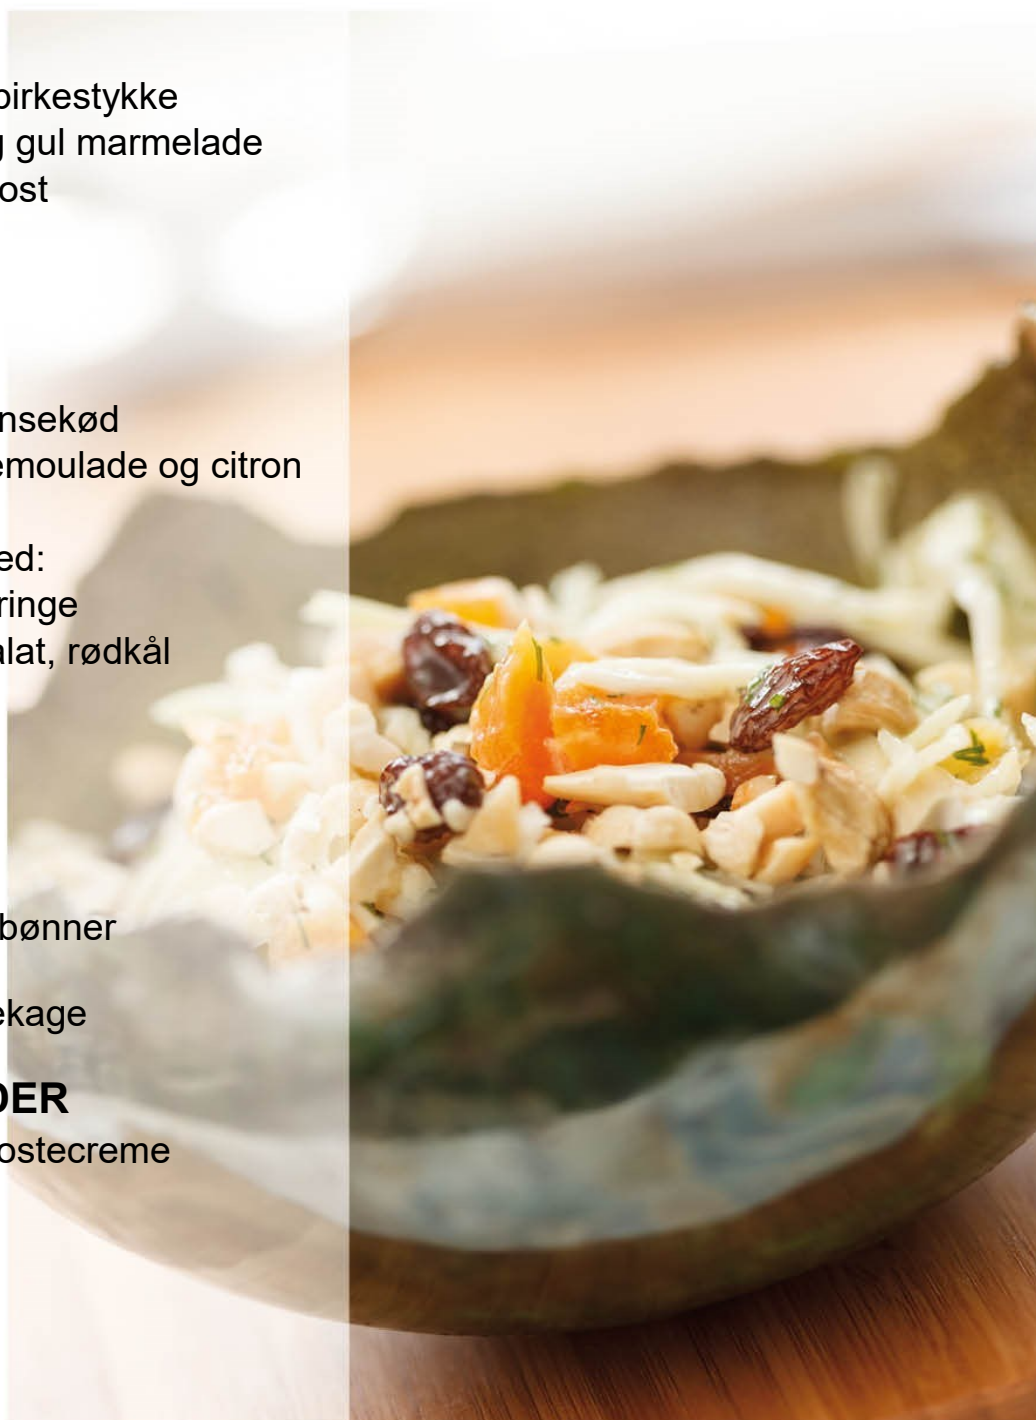 birkestykke
g gul marmelade
ost
nsekød
emoulade og citron
ed:
ringe
alat, rødkål
bønner
ekage
DER
ostecreme